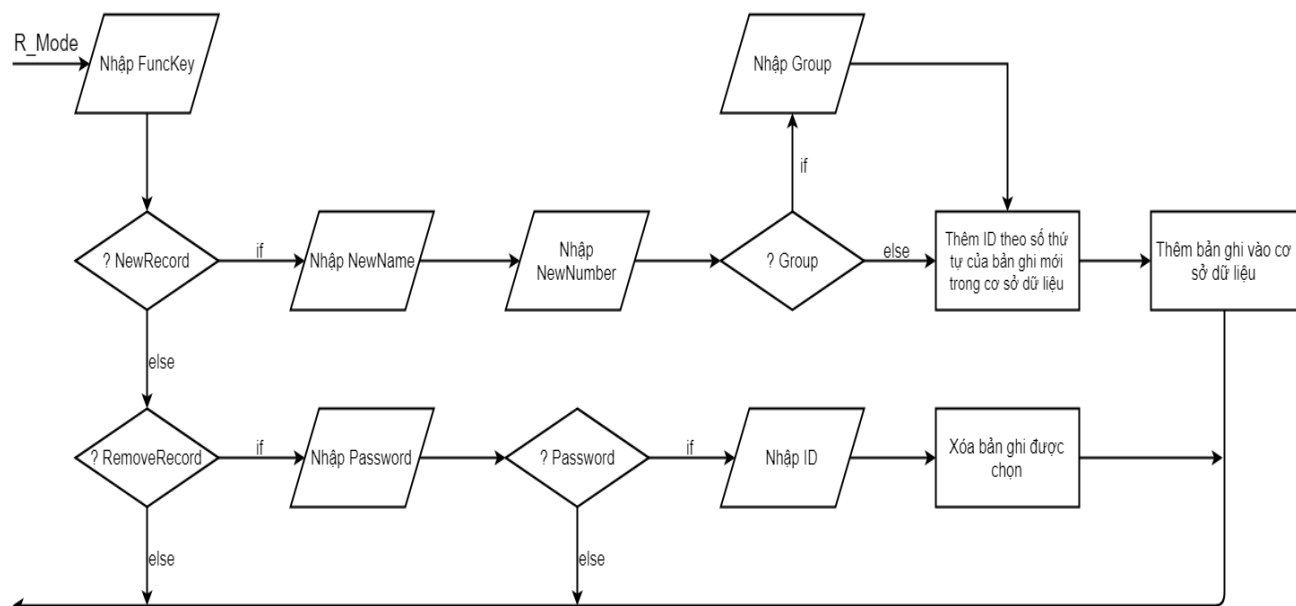 R_Mode
Nhập FuncKey
Nhập Group
if
? NewRecord
if
Nhập NewName
Nhập
NewNumber
? Group
else
Thêm ID theo số thứ
tự của bản ghi mới
trong cơ sở dữ liệu
Thêm bản ghi vào cơ
sở dữ liệu
else
? RemoveRecord
if
Nhập Password
? Password
if
Nhập ID
Xóa bản ghi được
chọn
else
else